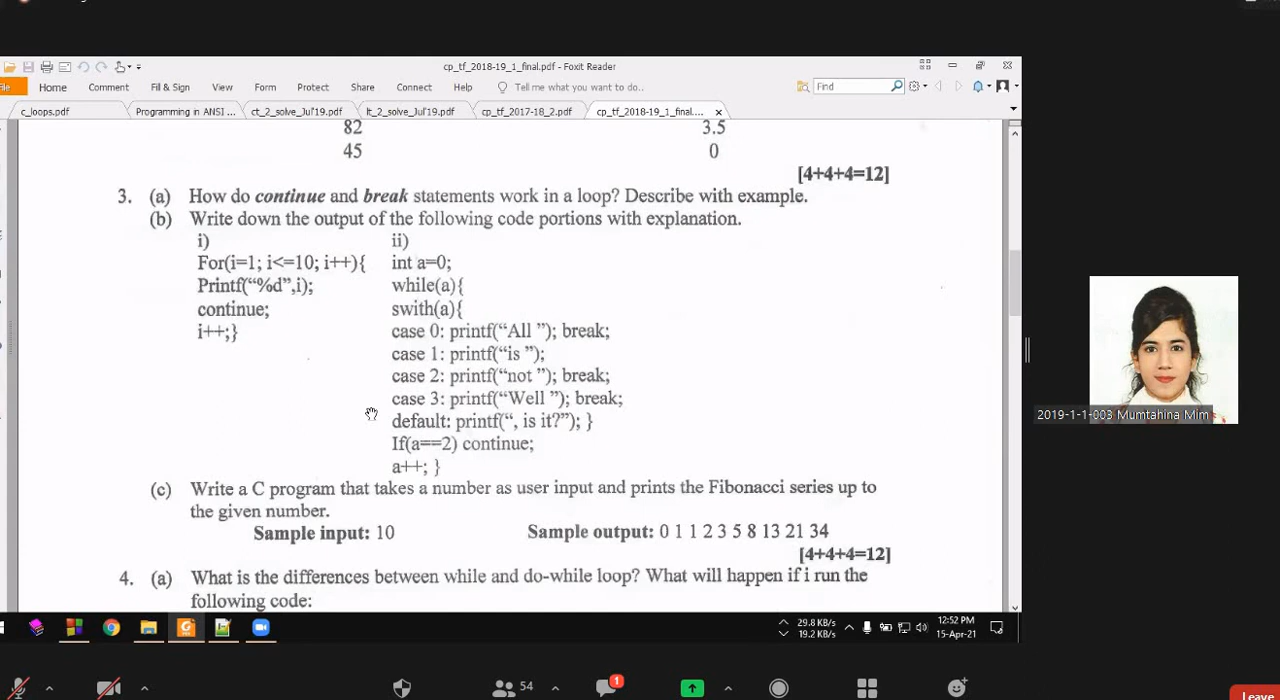 cp_tf_2018-19_1_final.pdf - Foxit Reader
Home Comment Fill & Sign View Form Protect Share Connect Help Tell me what you want to do.. Find
c_loops.pdf Programming in ANSI ... ct_2_solve_Jul'19.pdf lt_2_solve_Jul'19.pdf cp_tf_2017-18_2.pdf cp_tf_2018-19_1_final....
82 3.5
45 0
[4+4+4=12]
3. (a) How do continue and break statements work in a loop? Describe with example.
(b) Write down the output of the following code portions with explanation.
i) ii)
For(i=1; i<=10; i++){ int a=0;
Printf(“%d”,i); while(a){
continue; swith(a){
i++;} case 0: printf(“All ”); break;
case 1: printf(“is ”);
case 2: printf(“not ”); break;
case 3: printf(“Well ”); break;
default: printf(“, is it?”); }
If(a==2) continue;
a++; }
(c) Write a C program that takes a number as user input and prints the Fibonacci series up to
the given number.
Sample input: 10 Sample output: 0 1 1 2 3 5 8 13 21 34
[4+4+4=12]
4. (a) What is the differences between while and do-while loop? What will happen if i run the
following code:
2019-1-1-003 Mumtahina Mim
29.8 KB/s
19.2 KB/s
12:52 PM
15-Apr-21
54
1
Leave